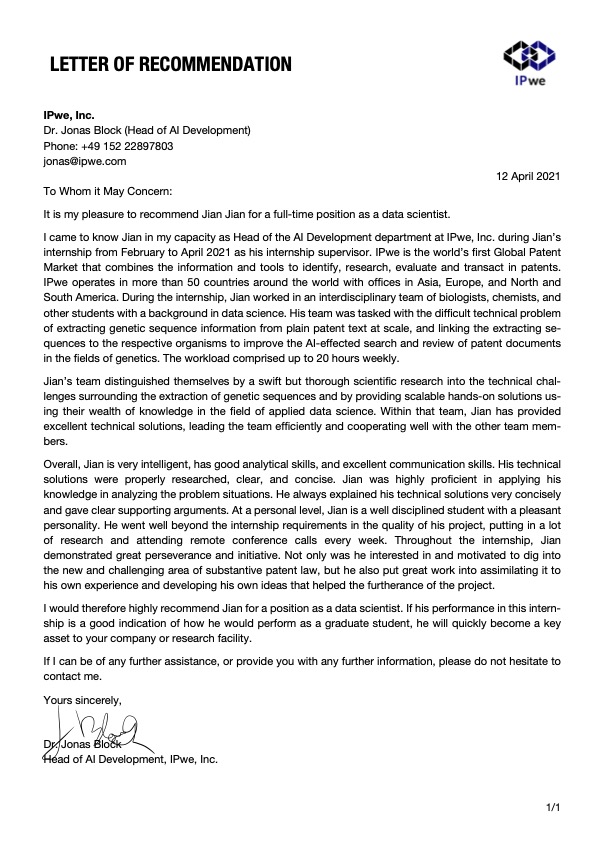 LETTER OF RECOMMENDATION
IPwe
IPwe, Inc.
Dr. Jonas Block (Head of AI Development)
Phone: +49 152 22897803
jonas@ipwe.com
12 April 2021
To Whom it May Concern:
It is my pleasure to recommend Jian Jian for a full-time position as a data scientist.
I came to know Jian in my capacity as Head of the AI Development department at IPwe, Inc. during Jian's
internship from February to April 2021 as his internship supervisor. IPwe is the world's first Global Patent
Market that combines the information and tools to identify, research, evaluate and transact in patents.
IPwe operates in more than 50 countries around the world with offices in Asia, Europe, and North and
South America. During the internship, Jian worked in an interdisciplinary team of biologists, chemists, and
other students with a background in data science. His team was tasked with the difficult technical problem
of extracting genetic sequence information from plain patent text at scale, and linking the extracting se-
quences to the respective organisms to improve the AI-effected search and review of patent documents
in the fields of genetics. The workload comprised up to 20 hours weekly.
Jian's team distinguished themselves by a swift but thorough scientific research into the technical chal-
lenges surrounding the extraction of genetic sequences and by providing scalable hands-on solutions us-
ing their wealth of knowledge in the field of applied data science. Within that team, Jian has provided
excellent technical solutions, leading the team efficiently and cooperating well with the other team mem-
bers.
Overall, Jian is very intelligent, has good analytical skills, and excellent communication skills. His technical
solutions were properly researched, clear, and concise. Jian was highly proficient in applying his
knowledge in analyzing the problem situations. He always explained his technical solutions very concisely
and gave clear supporting arguments. At a personal level, Jian is a well disciplined student with a pleasant
personality. He went well beyond the internship requirements in the quality of his project, putting in a lot
of research and attending remote conference calls every week. Throughout the internship, Jian
demonstrated great perseverance and initiative. Not only was he interested in and motivated to dig into
the new and challenging area of substantive patent law, but he also put great work into assimilating it to
his own experience and developing his own ideas that helped the furtherance of the project.
I would therefore highly recommend Jian for a position as a data scientist. If his performance in this intern-
ship is a good indication of how he would perform as a graduate student, he will quickly become a key
asset to your company or research facility.
If I can be of any further assistance, or provide you with any further information, please do not hesitate to
contact me.
Yours sincerely,
J. Block
Dr. Jonas Block
Head of AI Development, IPwe, Inc.
1/1